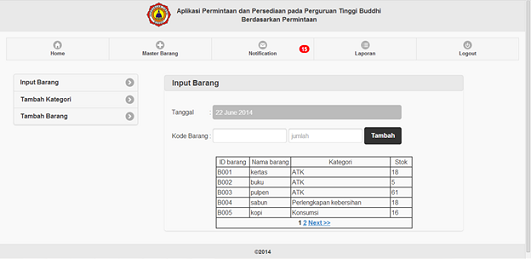 Aplikasi Permintaan dan Persediaan pada Perguruan Tinggi Buddhi
Berdasarkan Permintaan
Home Master Barang Notification 15 Laporan Logout
Input Barang
Tambah Kategori
Tambah Barang
Input Barang
Tanggal : 22 June 2014
Kode Barang : jumlah Tambah
ID barang Nama barang Kategori Stok
B001 kertas ATK 18
B002 buku ATK 5
B003 pulpen ATK 61
B004 sabun Perlengkapan kebersihan 18
B005 kopi Konsumsi 16
1 2 Next >>
©2014